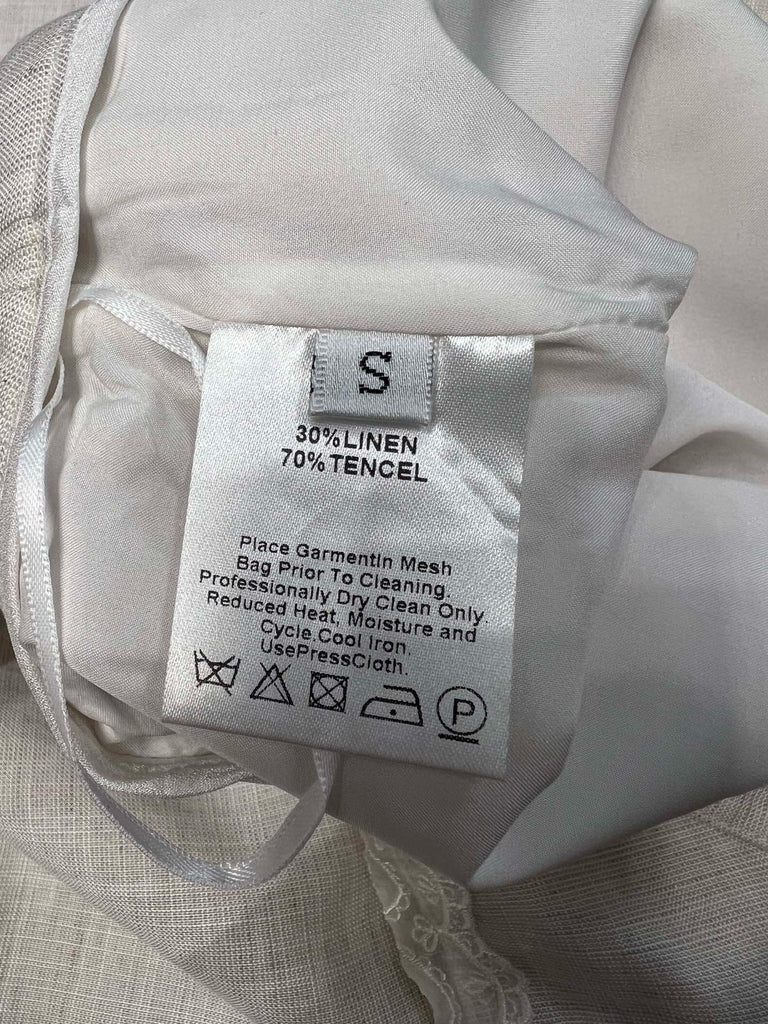 S
30%LINEN
70%TENCEL
Place GarmentIn Mesh
Bag Prior To Cleaning.
Professionally Dry Clean Only.
Reduced Heat, Moisture and
Cycle.Cool Iron.
UsePressCloth.
P